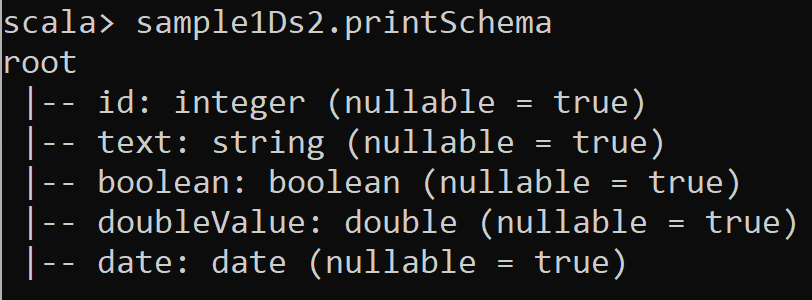 scala> sample1Ds2.printSchema
root
 |-- id: integer (nullable = true)
 |-- text: string (nullable = true)
 |-- boolean: boolean (nullable = true)
 |-- doubleValue: double (nullable = true)
 |-- date: date (nullable = true)